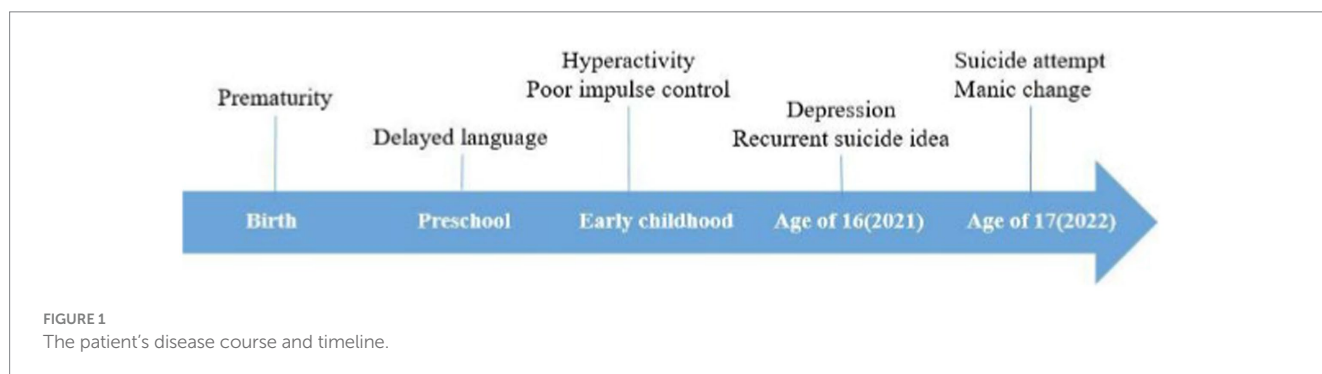 Prematurity
Delayed language
Hyperactivity
Poor impulse control
Depression
Recurrent suicide idea
Suicide attempt
Manic change
Birth
Preschool
Early childhood
Age of 16(2021)
Age of 17(2022)
FIGURE 1
The patient's disease course and timeline.